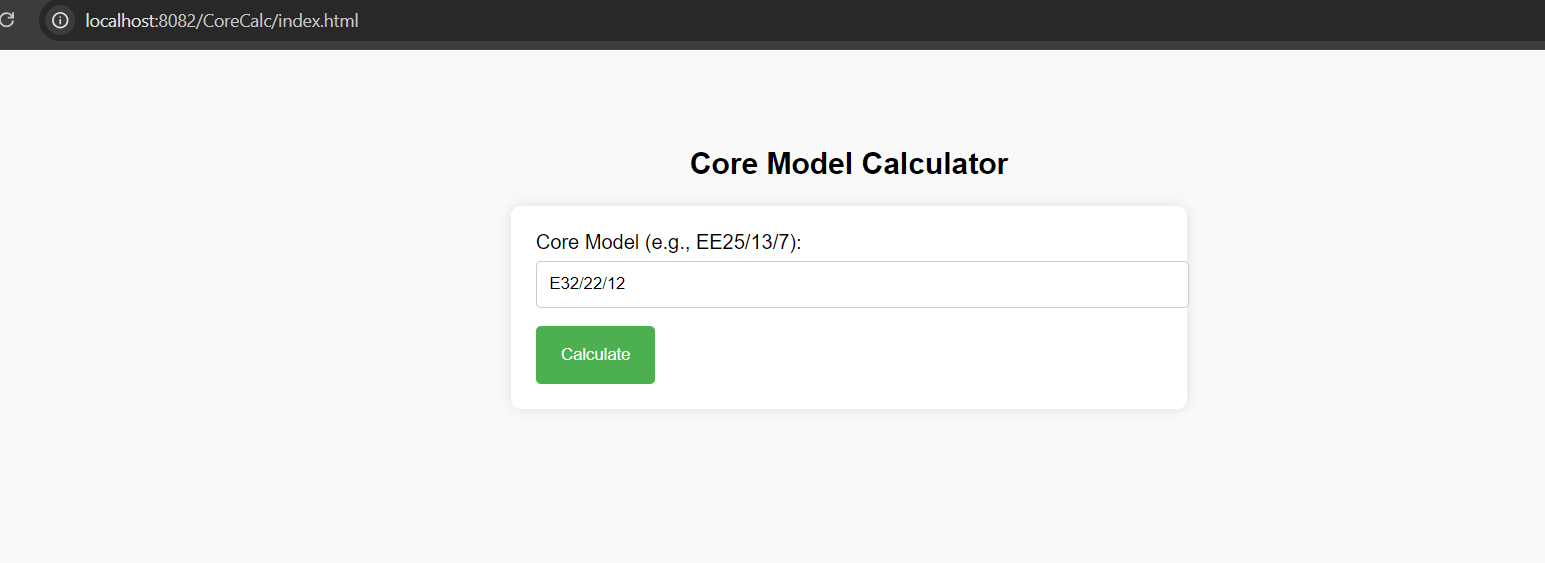 localhost:8082/CoreCalc/index.html
Core Model Calculator
Core Model (e.g., EE25/13/7):
E32/22/12
Calculate